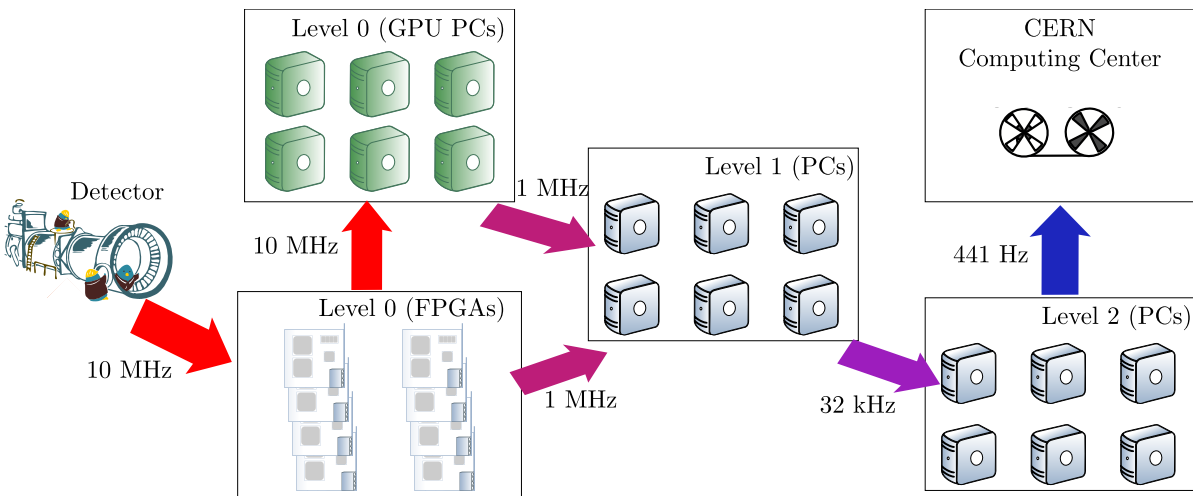 Detector
10 MHz
Level 0 (FPGAs)
10 MHz
Level 0 (GPU PCs)
1 MHz
1 MHz
Level 1 (PCs)
32 kHz
Level 2 (PCs)
441 Hz
CERN
Computing Center